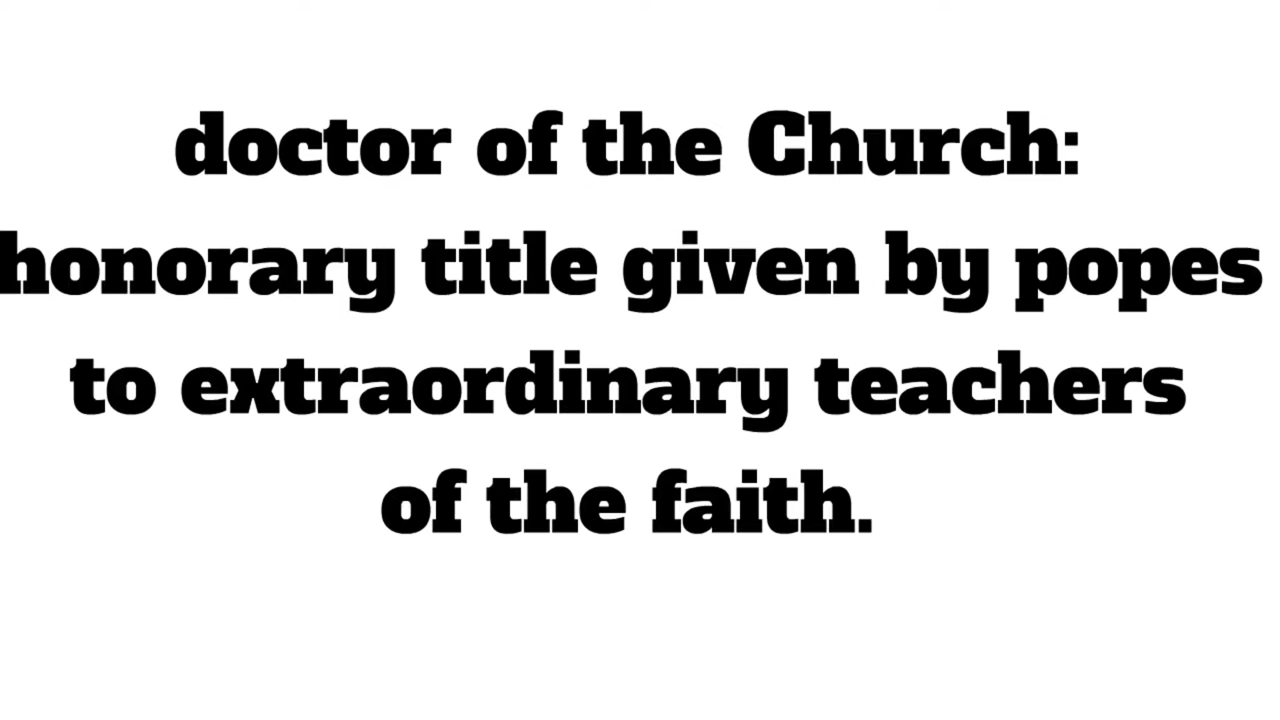 doctor of the Church:
honorary title given by popes
to extraordinary teachers
of the faith.